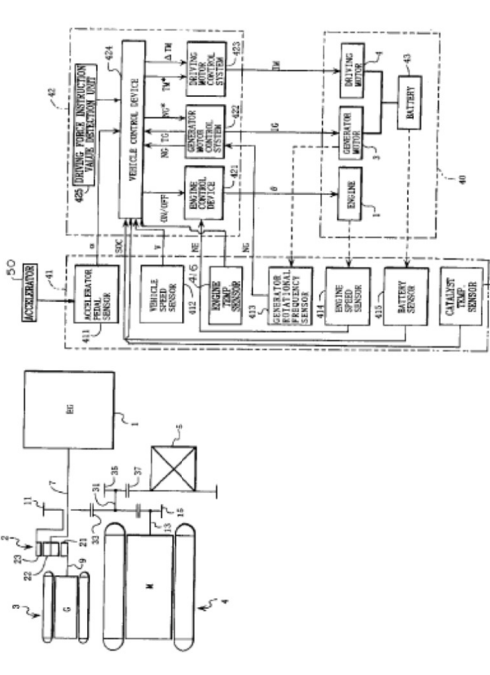 50
ACCELERATOR
41
ACCELERATOR
PEDAL
SENSOR
411
VEHICLE
SPEED
SENSOR
412
416
ENGINE
TEMP
SENSOR
413
GENERATOR
ROTATIONAL
FREQUENCY
SENSOR
414
ENGINE
SPEED
SENSOR
415
BATTERY
SENSOR
CATALYST
TEMP.
SENSOR
α
SOC
V
NE
NG
42
425
DRIVING FORCE INSTRUCTION
VALUE DETECTION UNIT
VEHICLE CONTROL DEVICE
424
ON/OFF
NG
TG
NG*
TM*
ΔTM
ENGINE
CONTROL
DEVICE
421
GENERATOR
MOTOR
CONTROL
SYSTEM
422
DRIVING
MOTOR
CONTROL
SYSTEM
423
θ
IG
IM
ENGINE
1
GENERATOR
MOTOR
3
DRIVING
MOTOR
4
BATTERY
43
40
EG
1
7
11
2
23
22
21
9
3
G
M
4
31
35
37
33
15
13